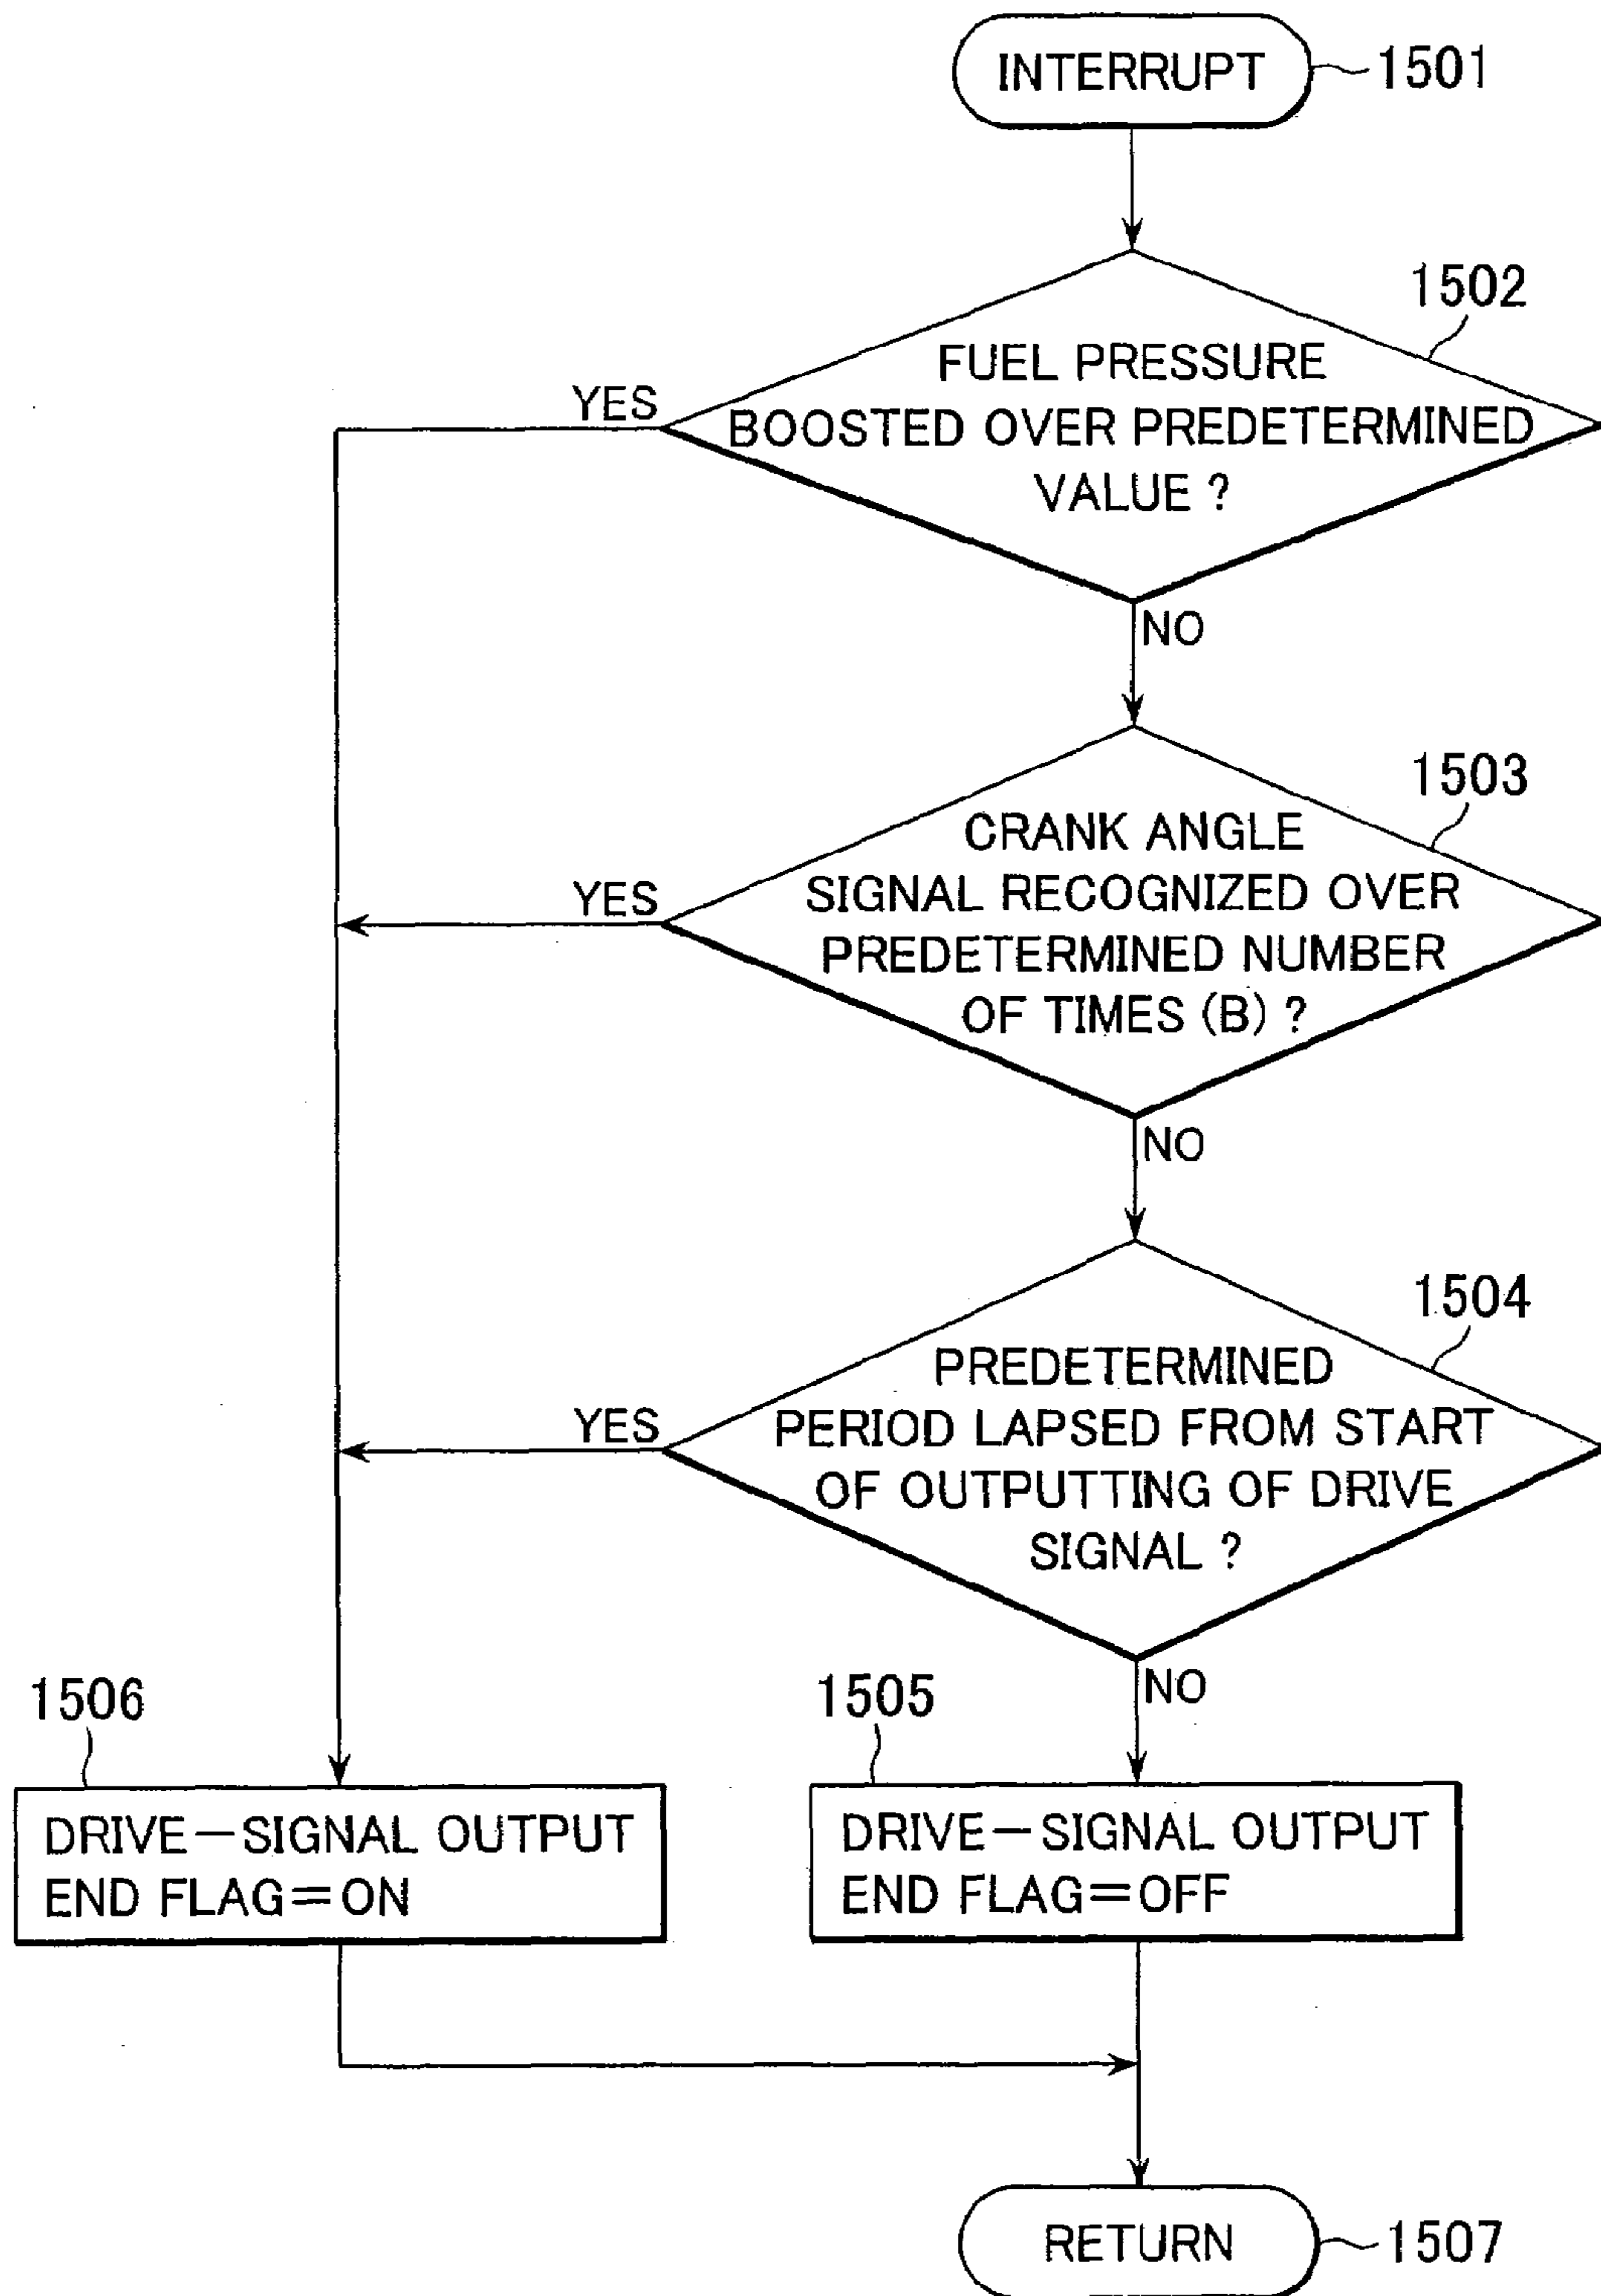 INTERRUPT
1501
1502
FUEL PRESSURE
BOOSTED OVER PREDETERMINED
VALUE ?
YES
NO
1503
CRANK ANGLE
SIGNAL RECOGNIZED OVER
PREDETERMINED NUMBER
OF TIMES (B) ?
YES
NO
1504
PREDETERMINED
PERIOD LAPSED FROM START
OF OUTPUTTING OF DRIVE
SIGNAL ?
YES
NO
1506
DRIVE-SIGNAL OUTPUT
END FLAG=ON
1505
DRIVE-SIGNAL OUTPUT
END FLAG=OFF
RETURN
1507